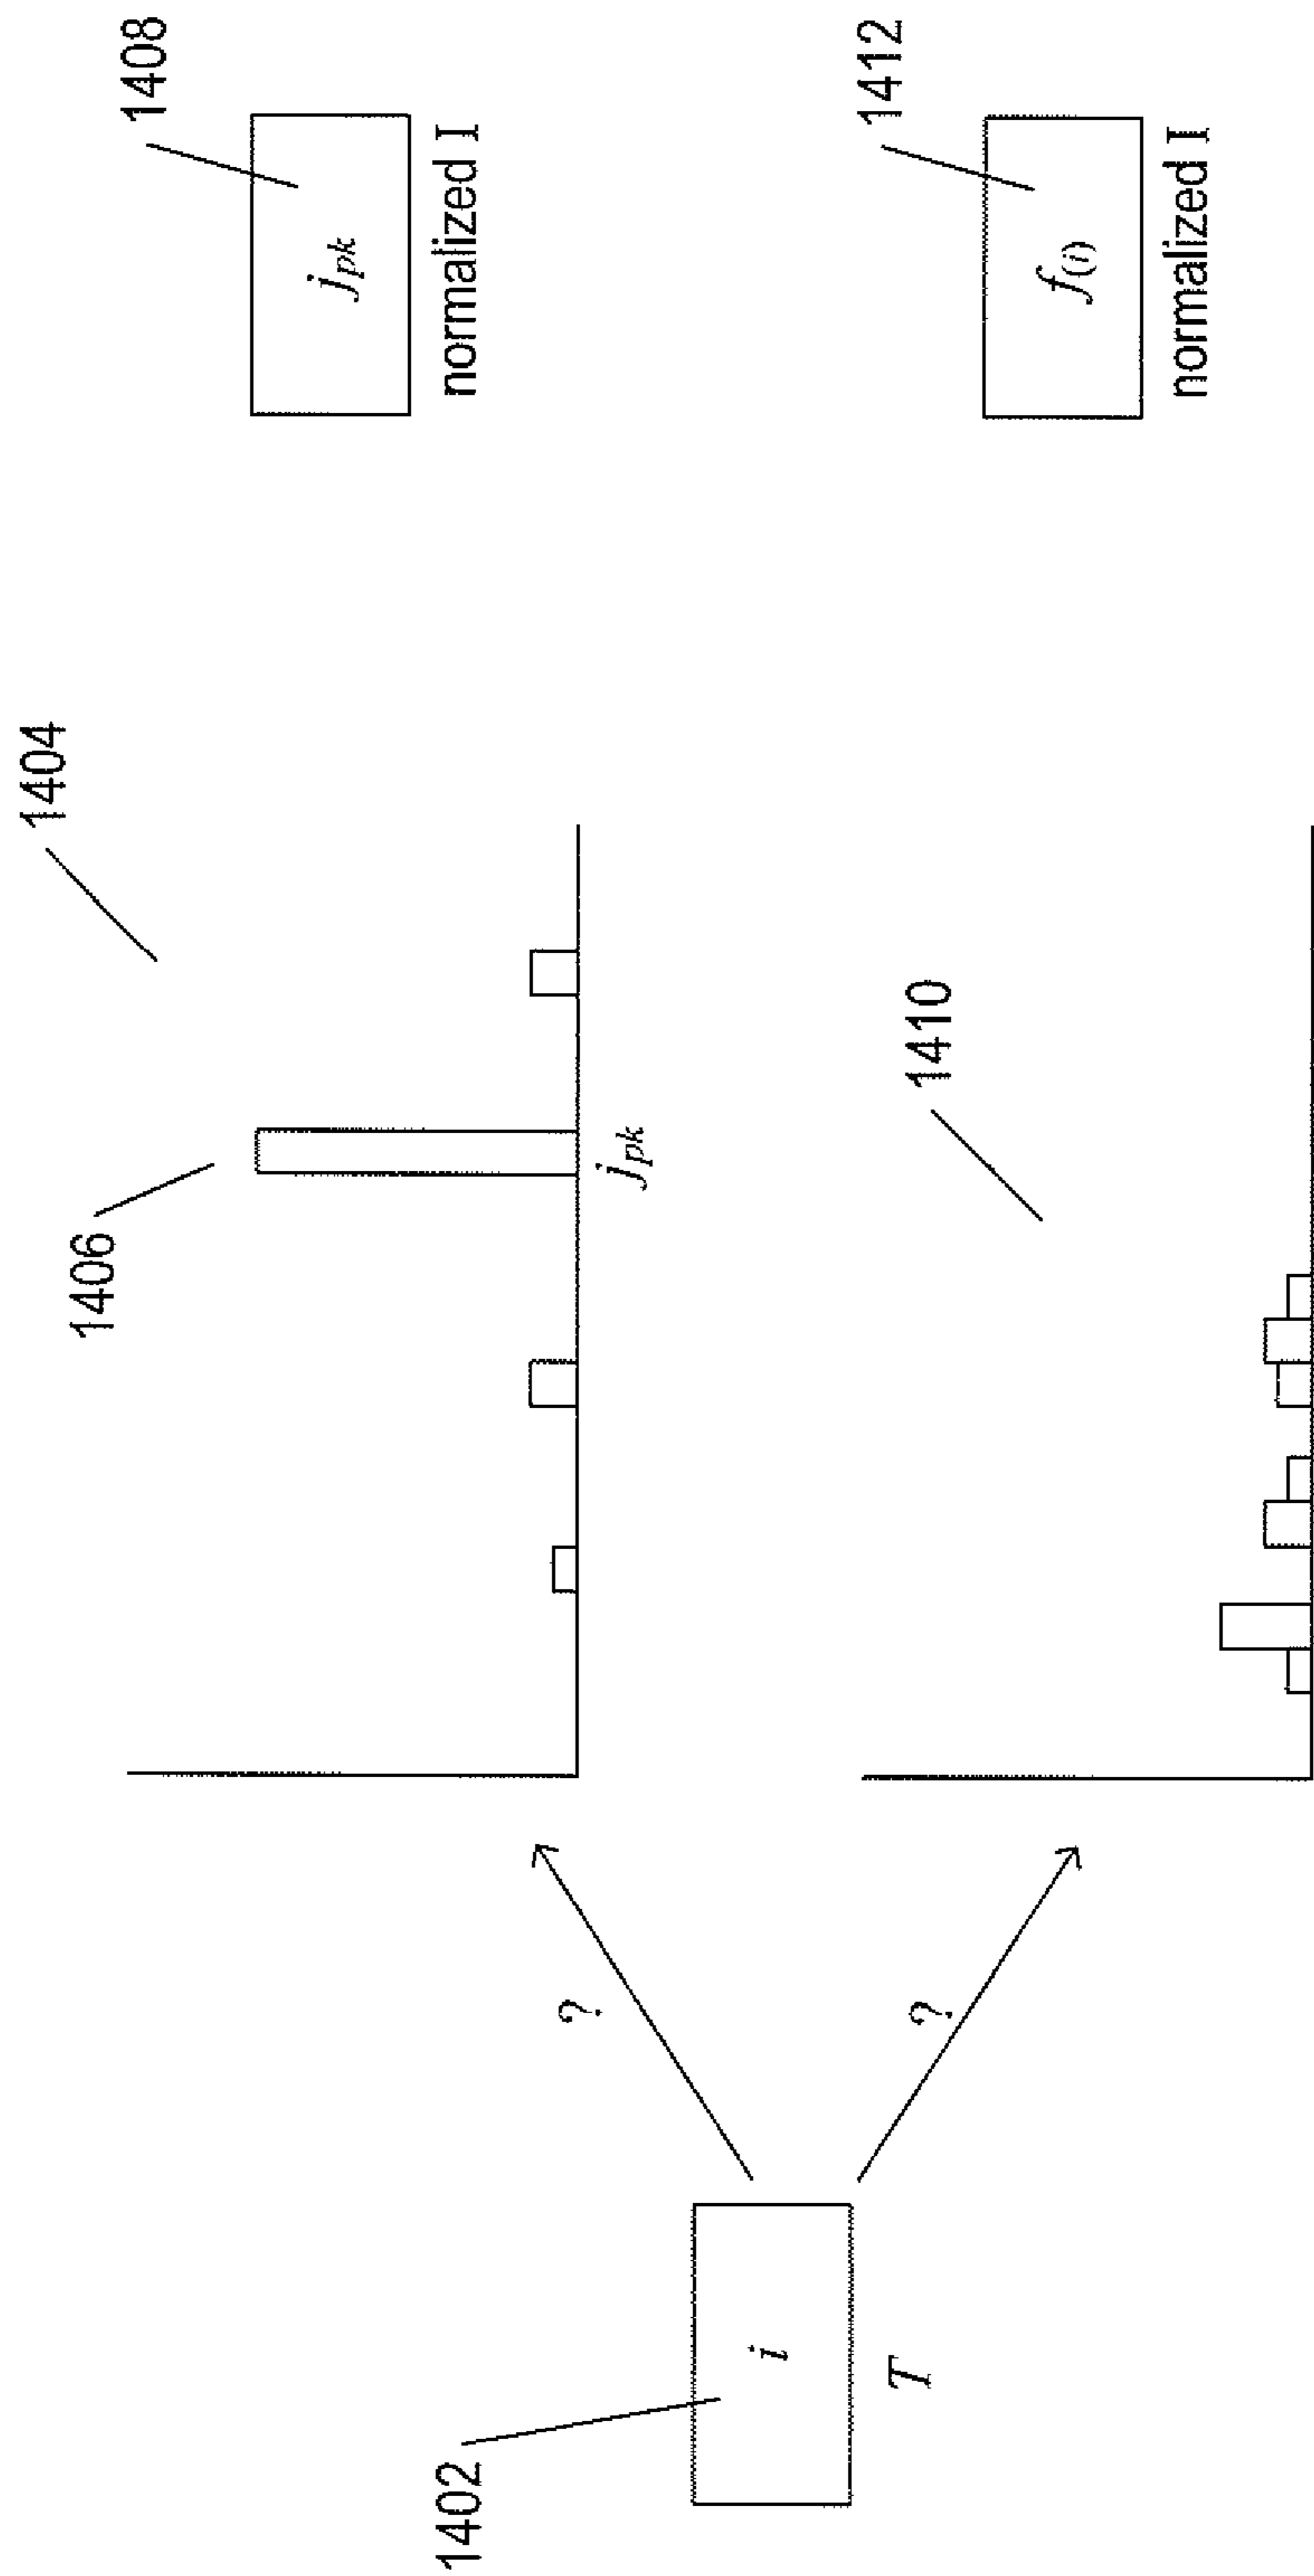 1404
1408
1406
j_pk
j_pk
normalized I
?
1402
i
T
?
1410
1412
f_(i)
normalized I